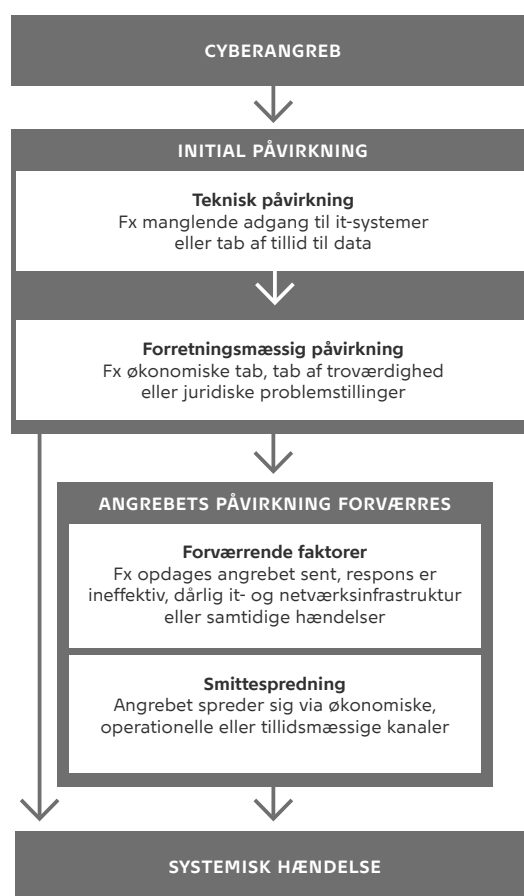 CYBERANGREB
INITIAL PÅVIRKNING
Teknisk påvirkning
Fx manglende adgang til it-systemer
eller tab af tillid til data
Forretningsmæssig påvirkning
Fx økonomiske tab, tab af troværdighed
eller juridiske problemstillinger
ANGREBETS PÅVIRKNING FORVÆRRES
Forværrende faktorer
Fx opdages angrebet sent, respons er
ineffektiv, dårlig it- og netværksinfrastruktur
eller samtidige hændelser
Smittespredning
Angrebet spreder sig via økonomiske,
operationelle eller tillidsmæssige kanaler
SYSTEMISK HÆNDELSE